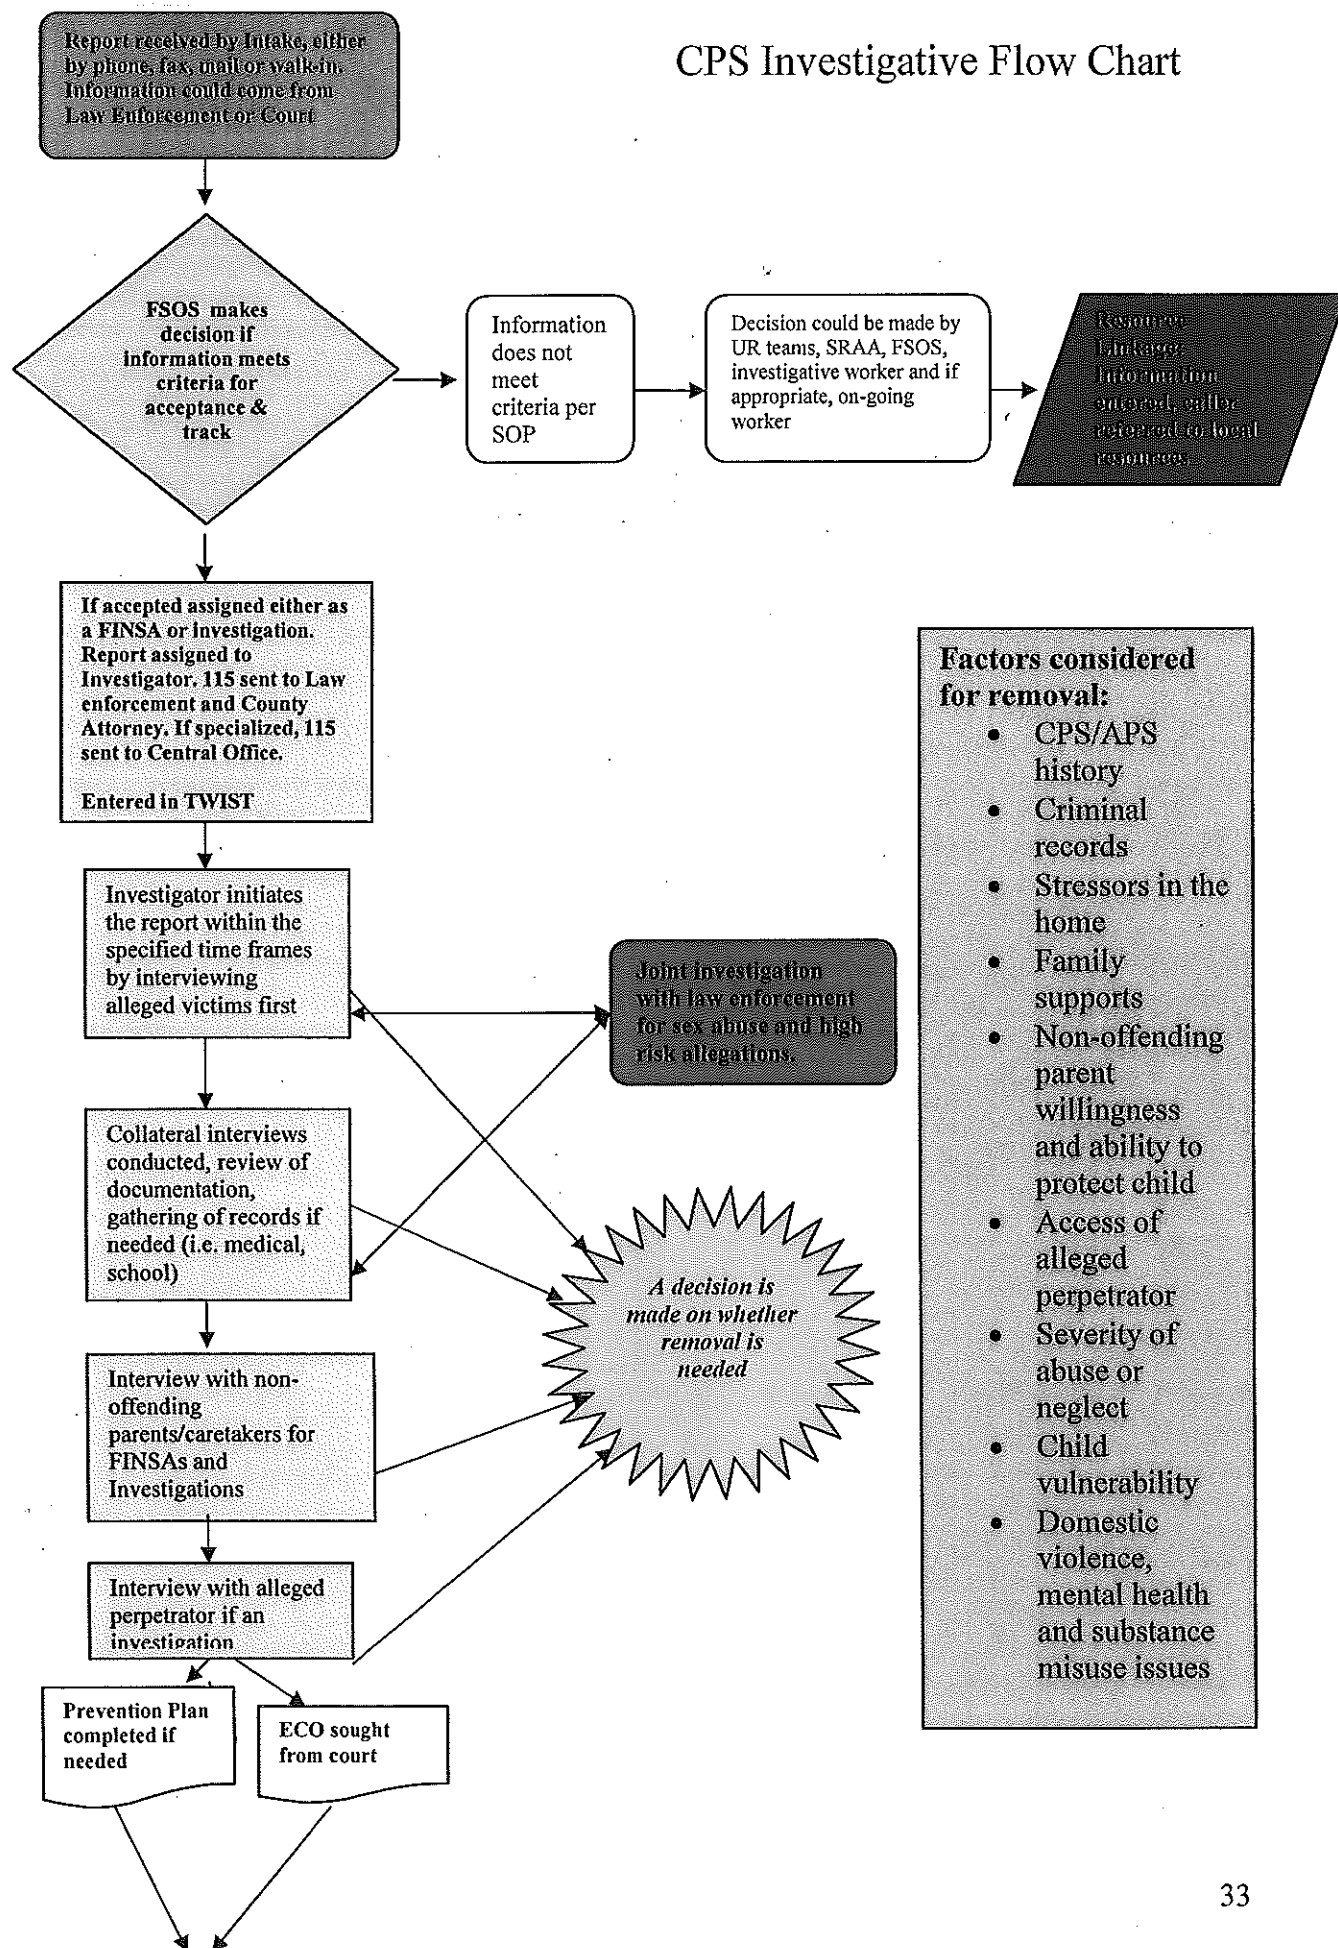 CPS Investigative Flow Chart
Report received by Intake, either
by phone, fax, mail or walk-in.
Information could come from
Law Enforcement or Court
FSOS makes
decision if
information meets
criteria for
acceptance &
track
Information
does not
meet
criteria per
SOP
Decision could be made by
UR teams, SRAA, FSOS,
investigative worker and if
appropriate, on-going
worker
Resource
Linkage:
Information
entered, caller
referred to local
resources
If accepted assigned either as
a FINSA or investigation.
Report assigned to
Investigator. 115 sent to Law
enforcement and County
Attorney. If specialized, 115
sent to Central Office.
Entered in TWIST
Investigator initiates
the report within the
specified time frames
by interviewing
alleged victims first
Joint investigation
with law enforcement
for sex abuse and high
risk allegations.
Collateral interviews
conducted, review of
documentation,
gathering of records if
needed (i.e. medical,
school)
A decision is
made on whether
removal is
needed
Interview with non-
offending
parents/caretakers for
FINSAs and
Investigations
Interview with alleged
perpetrator if an
investigation
Prevention Plan
completed if
needed
ECO sought
from court
Factors considered
for removal:
• CPS/APS
history
• Criminal
records
• Stressors in the
home
• Family
supports
• Non-offending
parent
willingness
and ability to
protect child
• Access of
alleged
perpetrator
• Severity of
abuse or
neglect
• Child
vulnerability
• Domestic
violence,
mental health
and substance
misuse issues
33